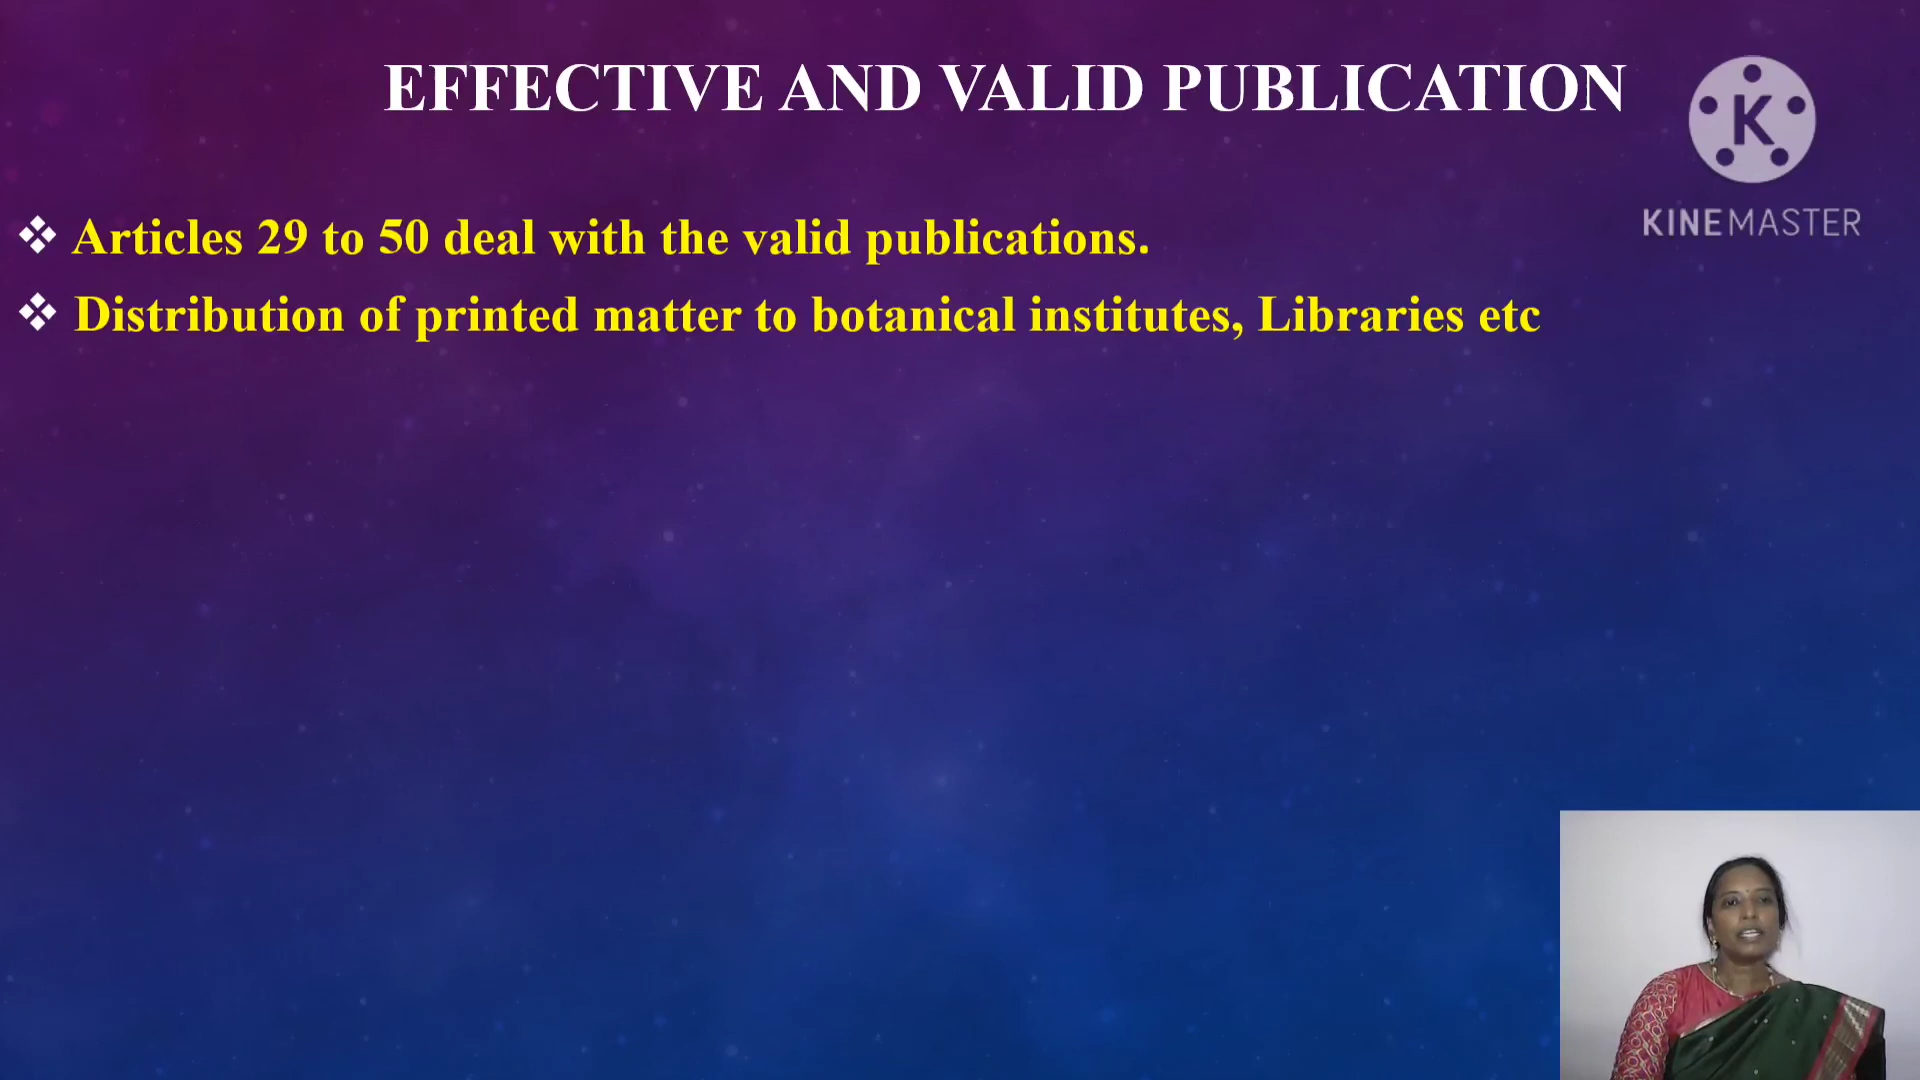 EFFECTIVE AND VALID PUBLICATION
K
KINEMASTER
Articles 29 to 50 deal with the valid publications.
Distribution of printed matter to botanical institutes, Libraries etc